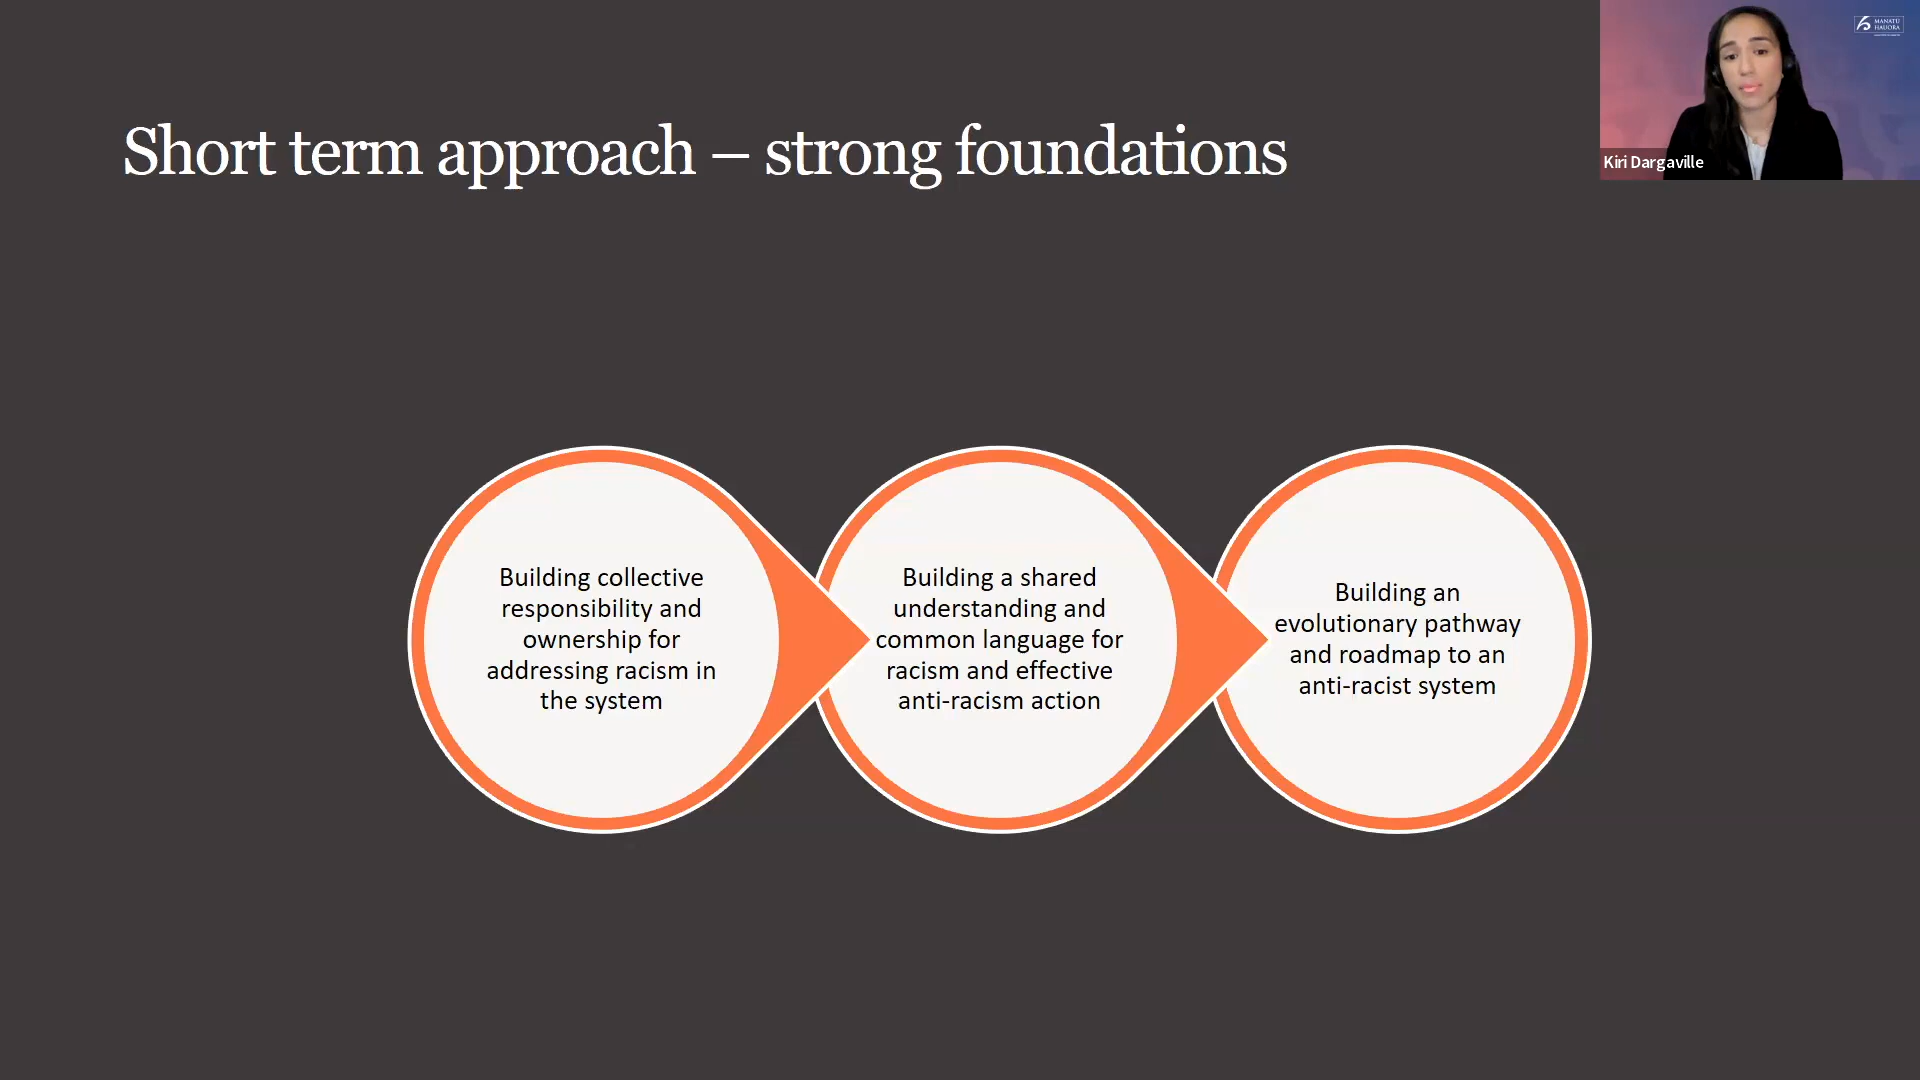 MANATŪ
HAUORA
Short term approach – strong foundations
Kiri Dargaville
Building collective
responsibility and
ownership for
addressing racism in
the system
Building a shared
understanding and
common language for
racism and effective
anti-racism action
Building an
evolutionary pathway
and roadmap to an
anti-racist system